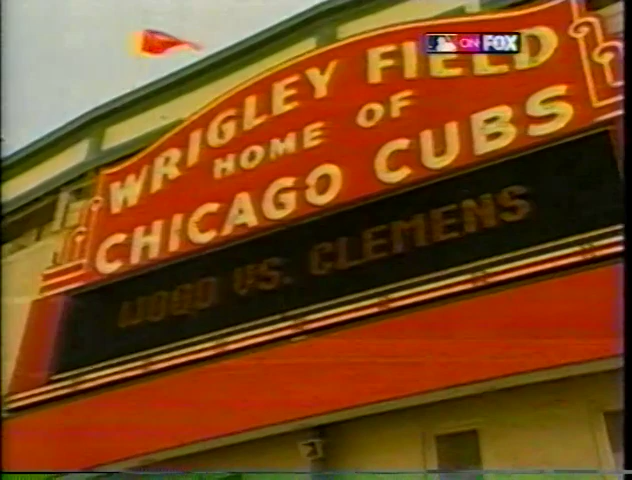 MLB ON FOX
WRIGLEY FIELD
HOME OF
CHICAGO CUBS
WOOD VS. CLEMENS